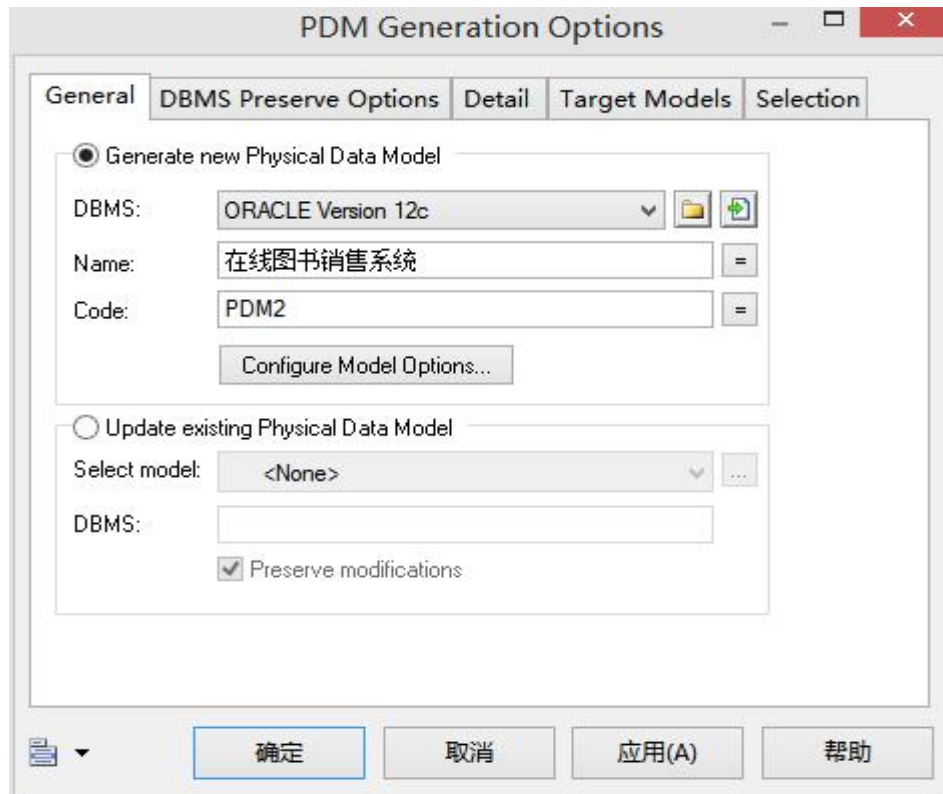 PDM Generation Options
General DBMS Preserve Options Detail Target Models Selection
Generate new Physical Data Model
DBMS: ORACLE Version 12c
Name: 在线图书销售系统 =
Code: PDM2 =
Configure Model Options...
Update existing Physical Data Model
Select model: <None> ...
DBMS:
Preserve modifications
确定 取消 应用(A) 帮助